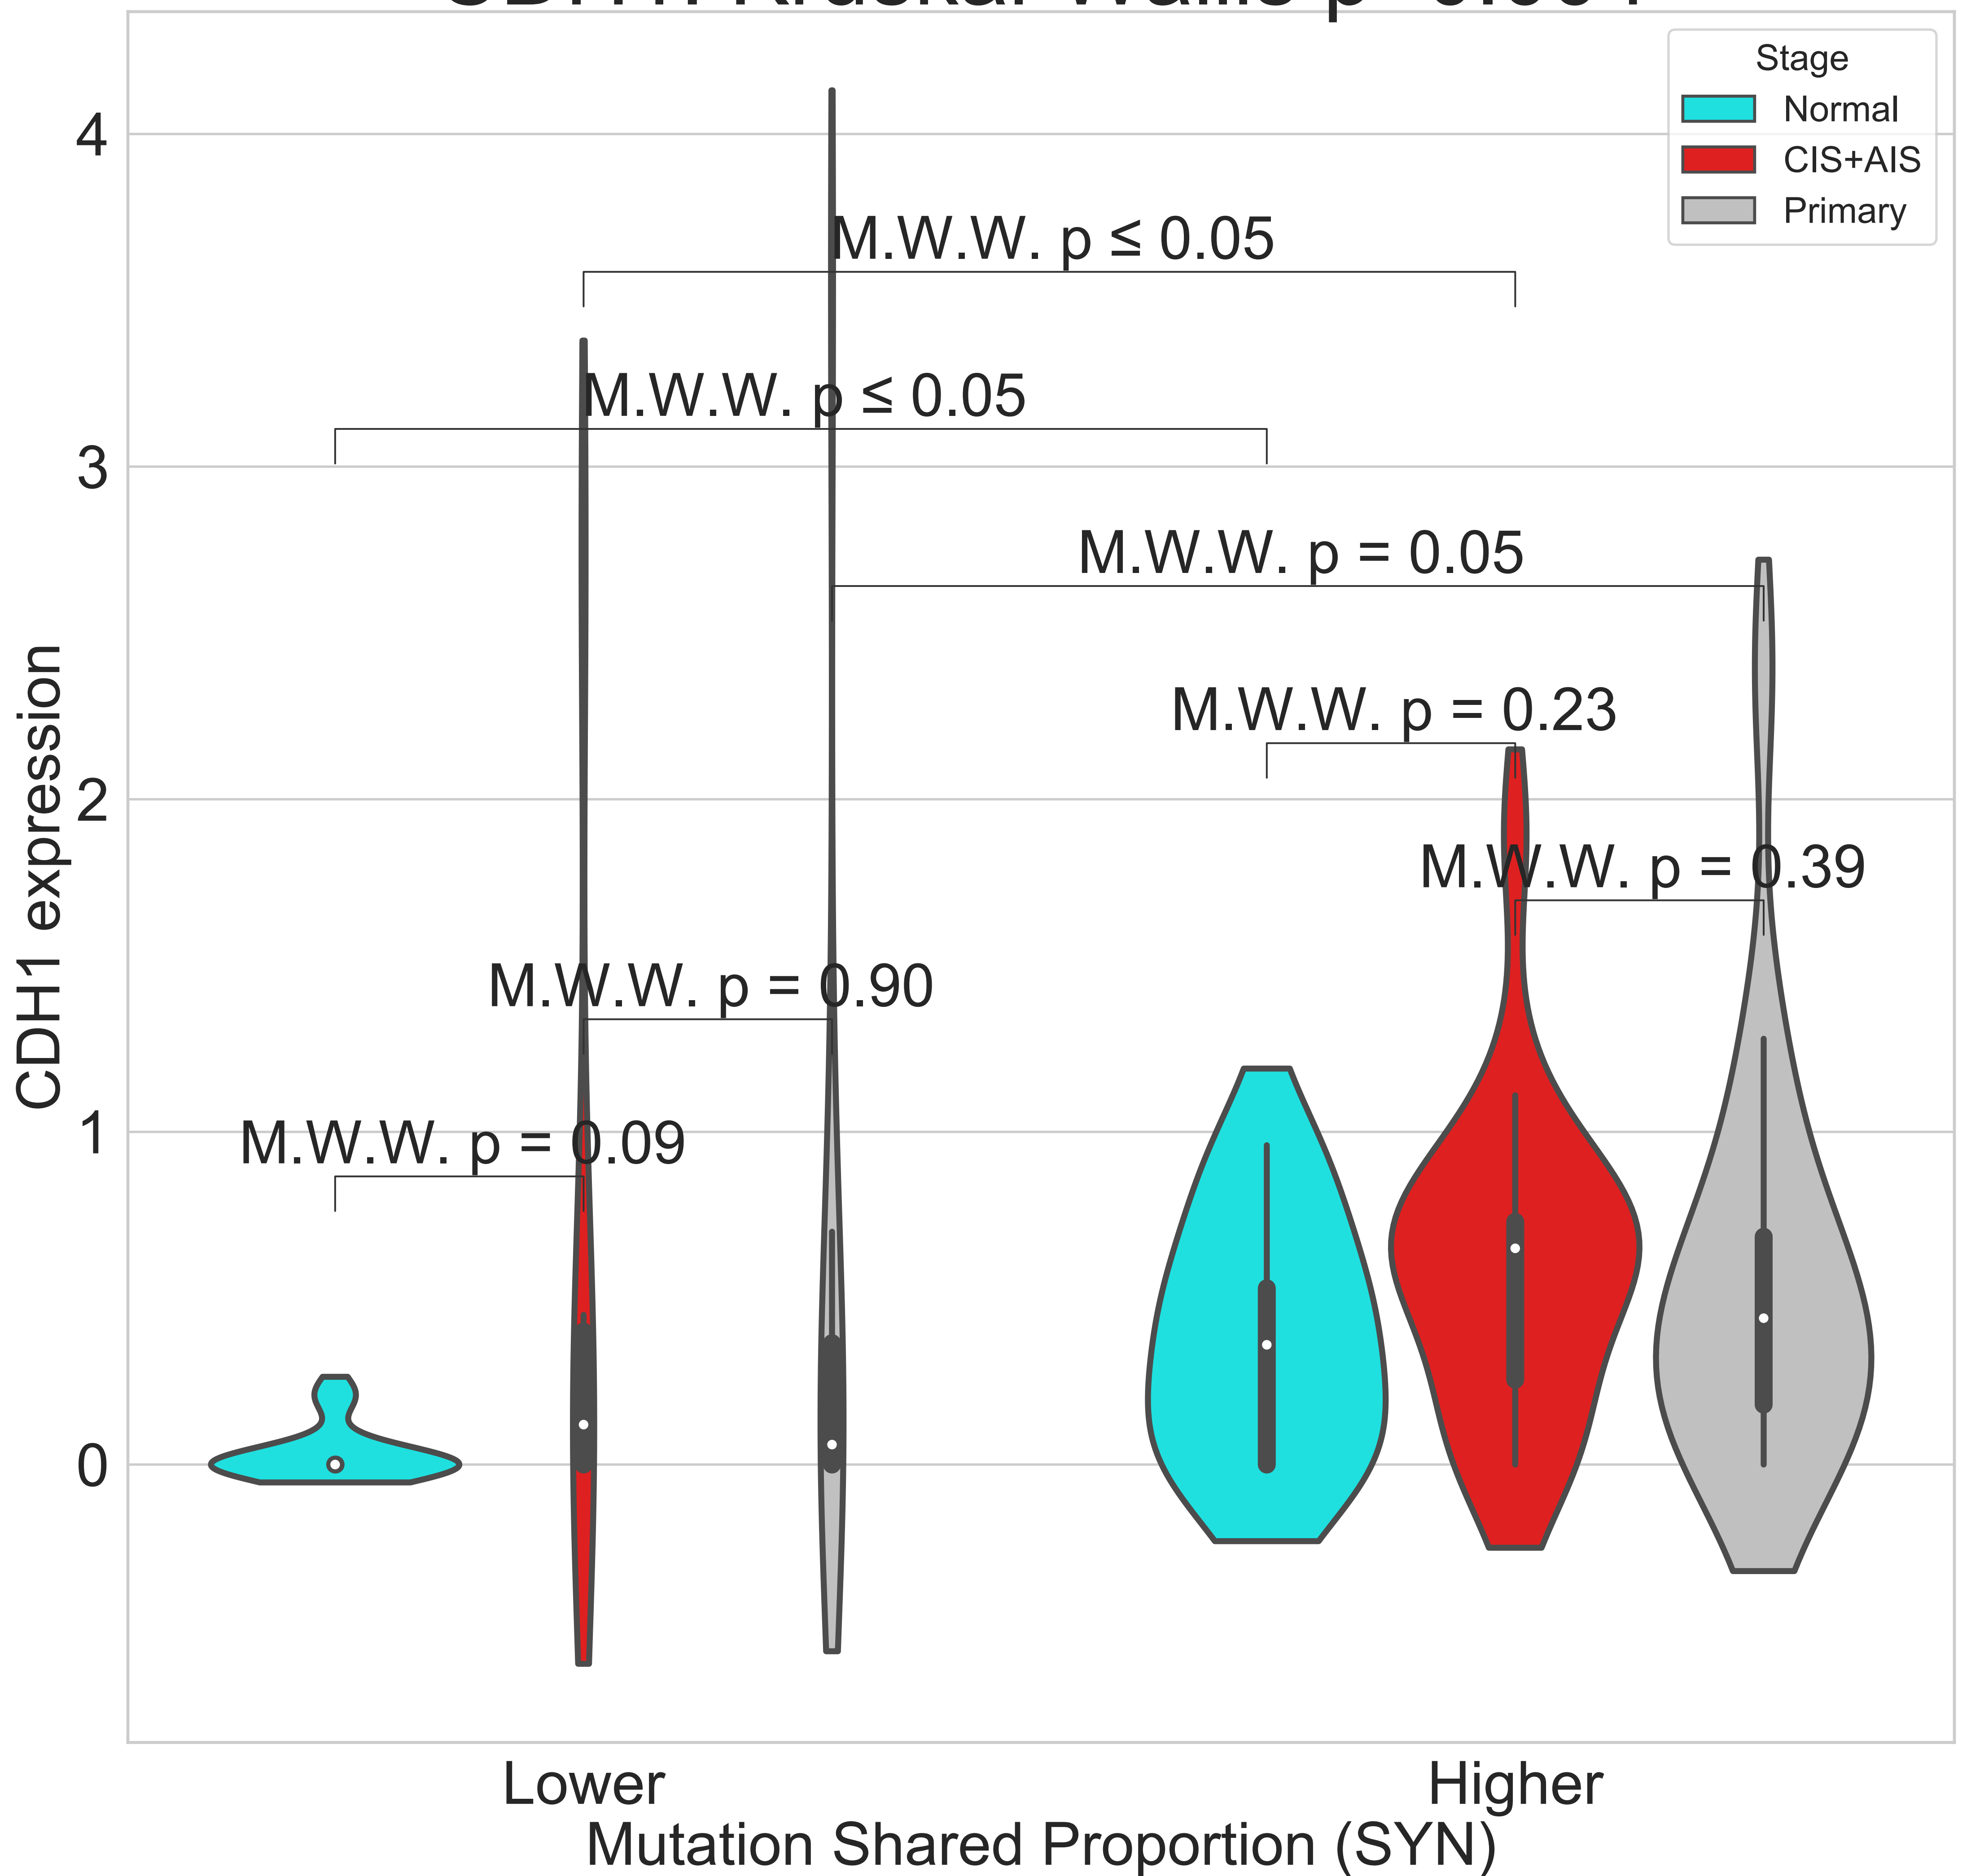 Stage
Normal
CIS+AIS
Primary
4
M.W.W. p ≤ 0.05
M.W.W. p ≤ 0.05
3
M.W.W. p = 0.05
M.W.W. p = 0.23
2
M.W.W. p = 0.39
M.W.W. p = 0.90
1
M.W.W. p = 0.09
0
CDH1 expression
Lower
Higher
Mutation Shared Proportion (SYN)